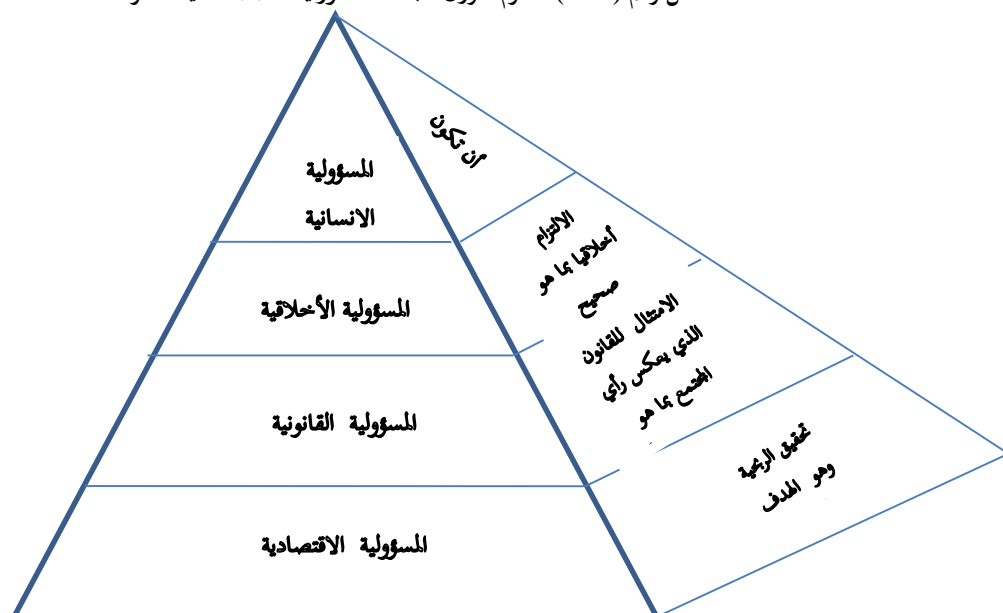 أن تكون
المسؤولية
الانسانية
الالتزام
أخلاقيا بما هو
صحيح
المسؤولية الأخلاقية
الامتثال للقانون
الذي يعكس رأي
المجتمع بما هو
المسؤولية القانونية
تحقيق الربحية
وهو الهدف
المسؤولية الاقتصادية